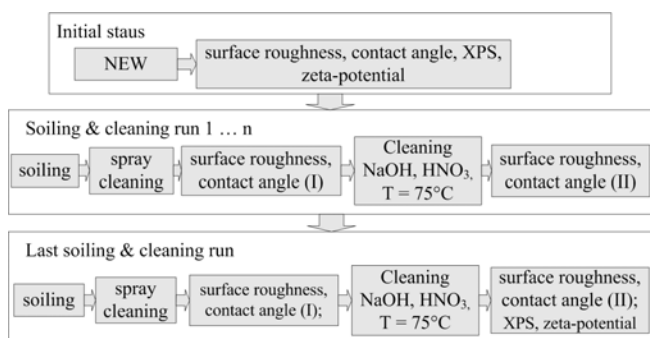 Initial staus
NEW
surface roughness, contact angle, XPS,
zeta-potential
Soiling & cleaning run 1 ... n
soiling
spray
cleaning
surface roughness,
contact angle (I)
Cleaning
NaOH, HNO₃,
T = 75°C
surface roughness,
contact angle (II)
Last soiling & cleaning run
soiling
spray
cleaning
surface roughness,
contact angle (I);
Cleaning
NaOH, HNO₃,
T = 75°C
surface roughness,
contact angle (II);
XPS, zeta-potential